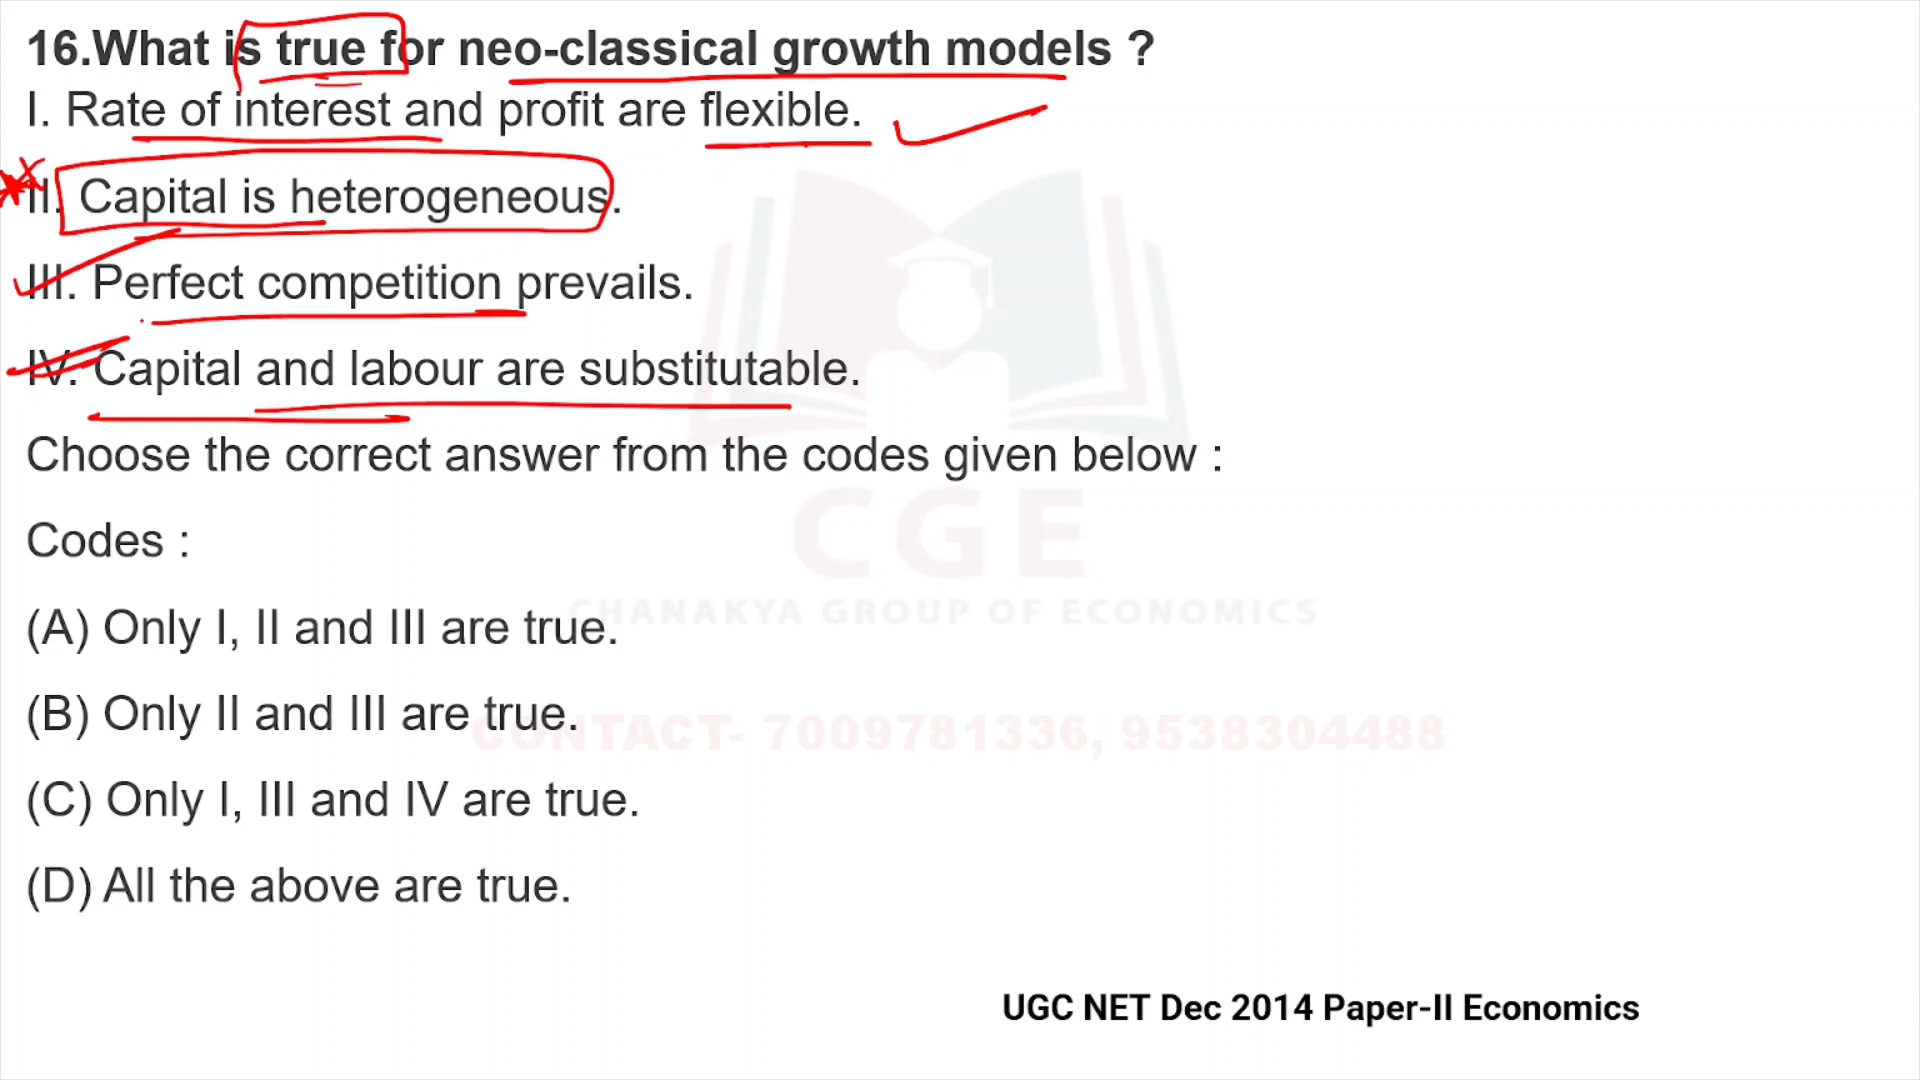 16.What is true for neo-classical growth models ?
I. Rate of interest and profit are flexible.
II. Capital is heterogeneous.
III. Perfect competition prevails.
IV. Capital and labour are substitutable.
Choose the correct answer from the codes given below :
CGE
Codes :
(A) Only I, II and III are true.
CHANAKYA GROUP OF ECONOMICS
(B) Only II and III are true.
CONTACT- 7009781336, 9538304488
(C) Only I, III and IV are true.
(D) All the above are true.
UGC NET Dec 2014 Paper-II Economics